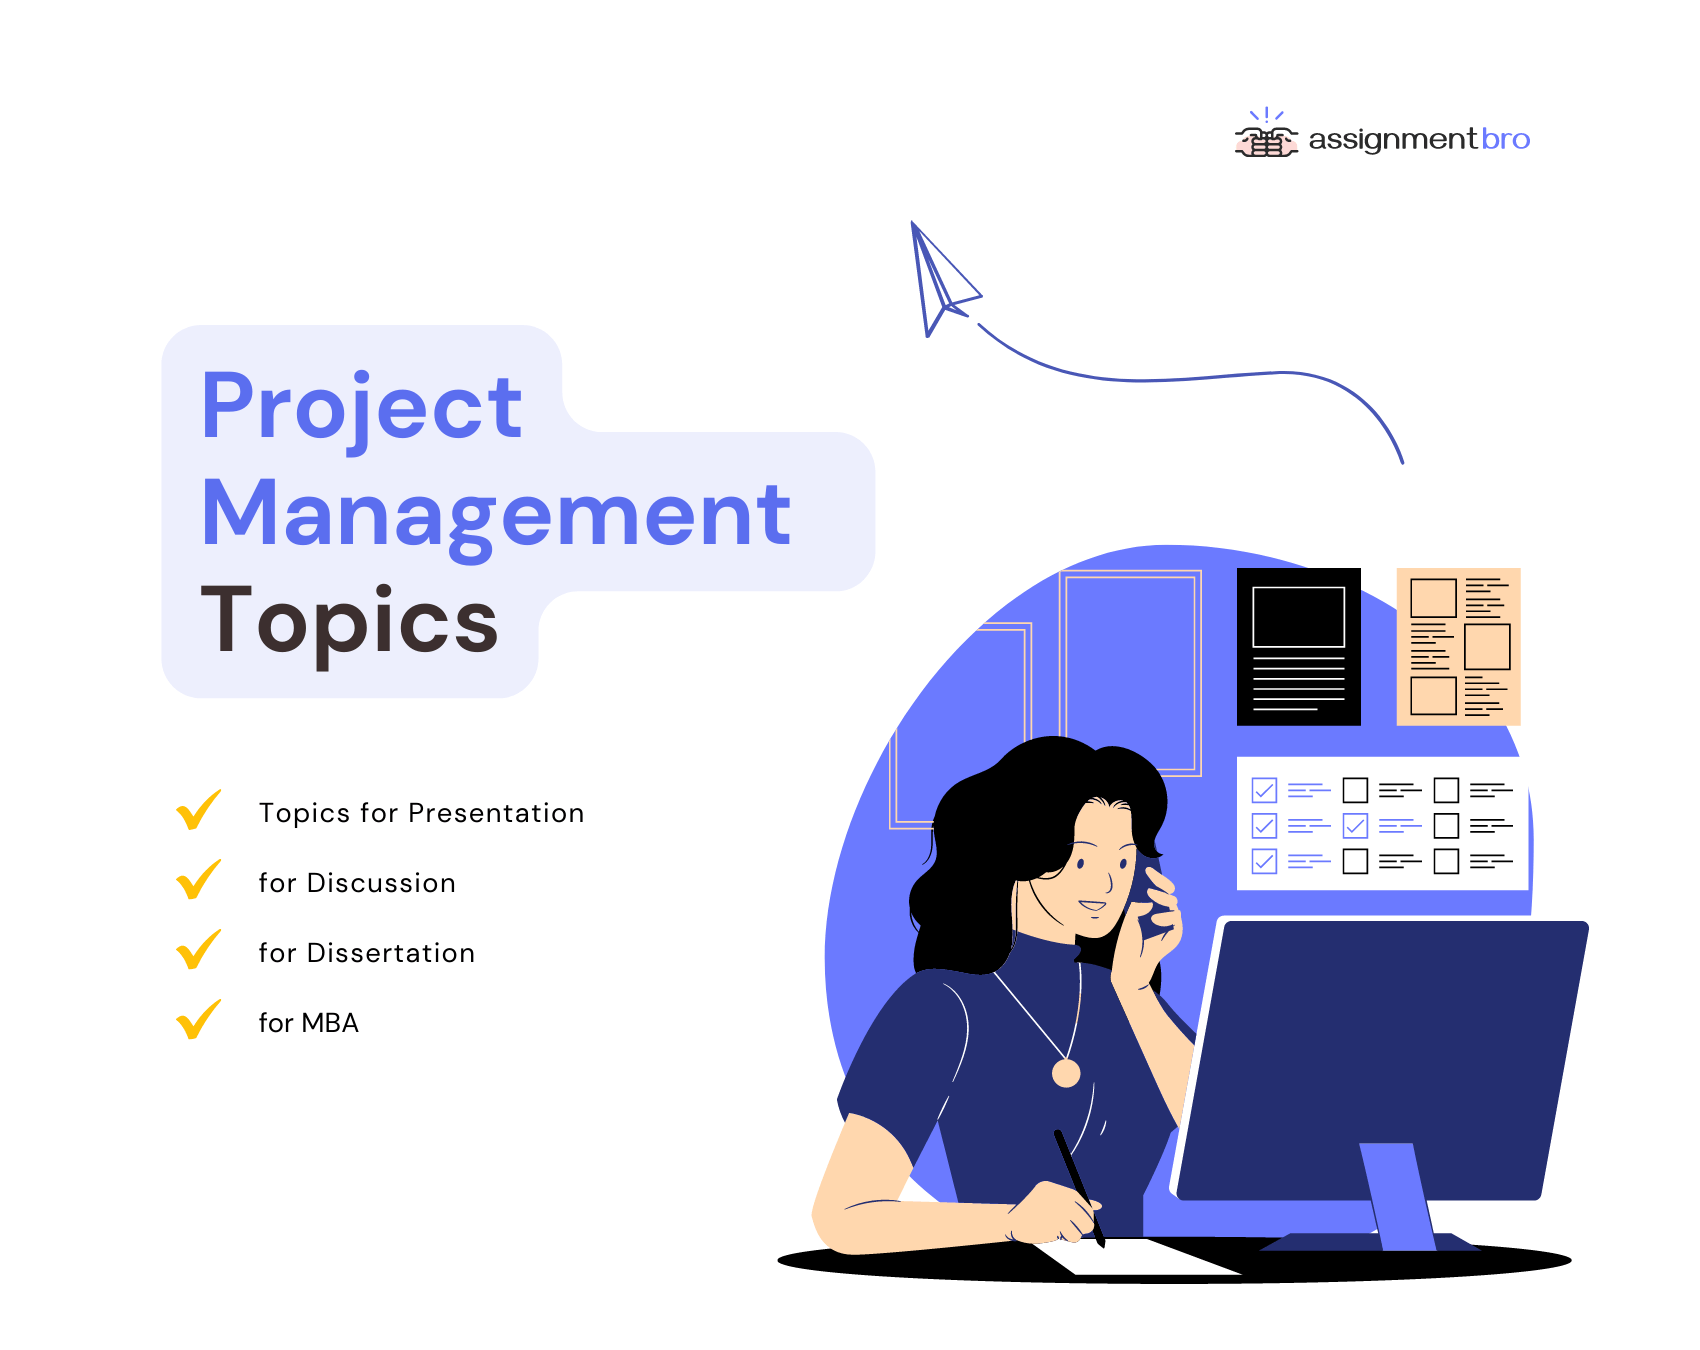 assignmentbro
Project
Management
Topics
Topics for Presentation
for Discussion
for Dissertation
for MBA